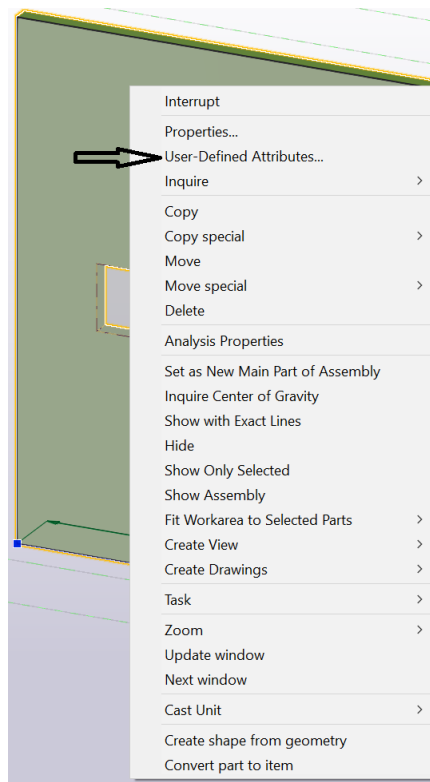 Interrupt
Properties...
User-Defined Attributes...
Inquire
Copy
Copy special
Move
Move special
Delete
Analysis Properties
Set as New Main Part of Assembly
Inquire Center of Gravity
Show with Exact Lines
Hide
Show Only Selected
Show Assembly
Fit Workarea to Selected Parts
Create View
Create Drawings
Task
Zoom
Update window
Next window
Cast Unit
Create shape from geometry
Convert part to item